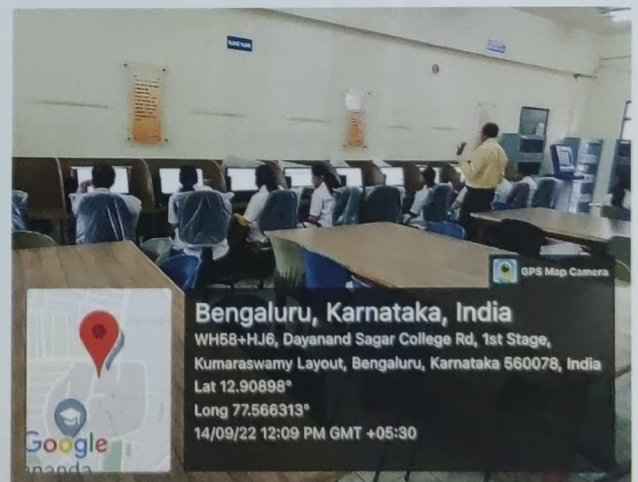 GPS Map Camera
Bengaluru, Karnataka, India
WH58+HJ6, Dayanand Sagar College Rd, 1st Stage,
Kumaraswamy Layout, Bengaluru, Karnataka 560078, India
Lat 12.90898°
Long 77.566313°
14/09/22 12:09 PM GMT +05:30
Google